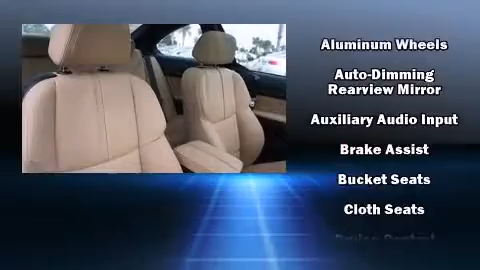 Aluminum Wheels
Auto-Dimming
Rearview Mirror
Auxiliary Audio Input
Brake Assist
Bucket Seats
Cloth Seats